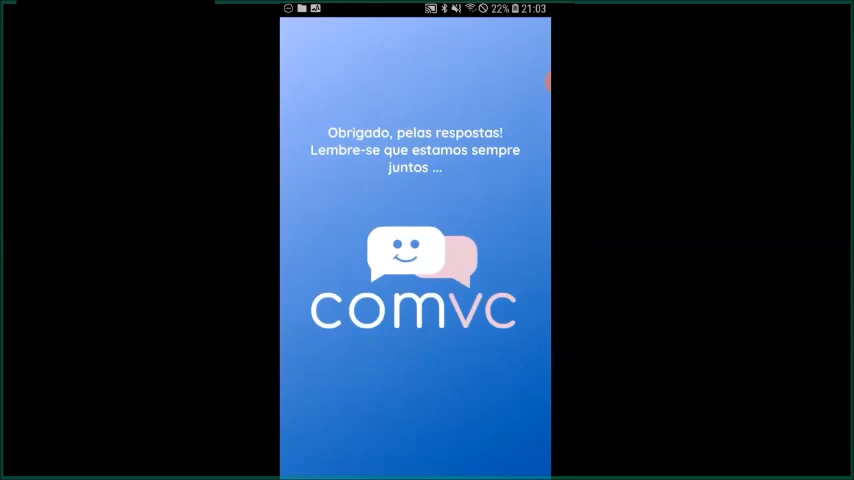 22% 21:03
Obrigado, pelas respostas!
Lembre-se que estamos sempre
juntos ...
comvc